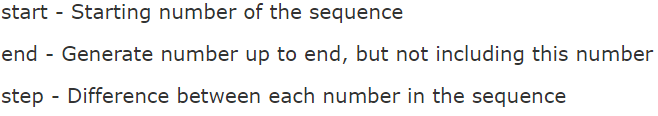 start - Starting number of the sequence
end - Generate number up to end, but not including this number
step - Difference between each number in the sequence